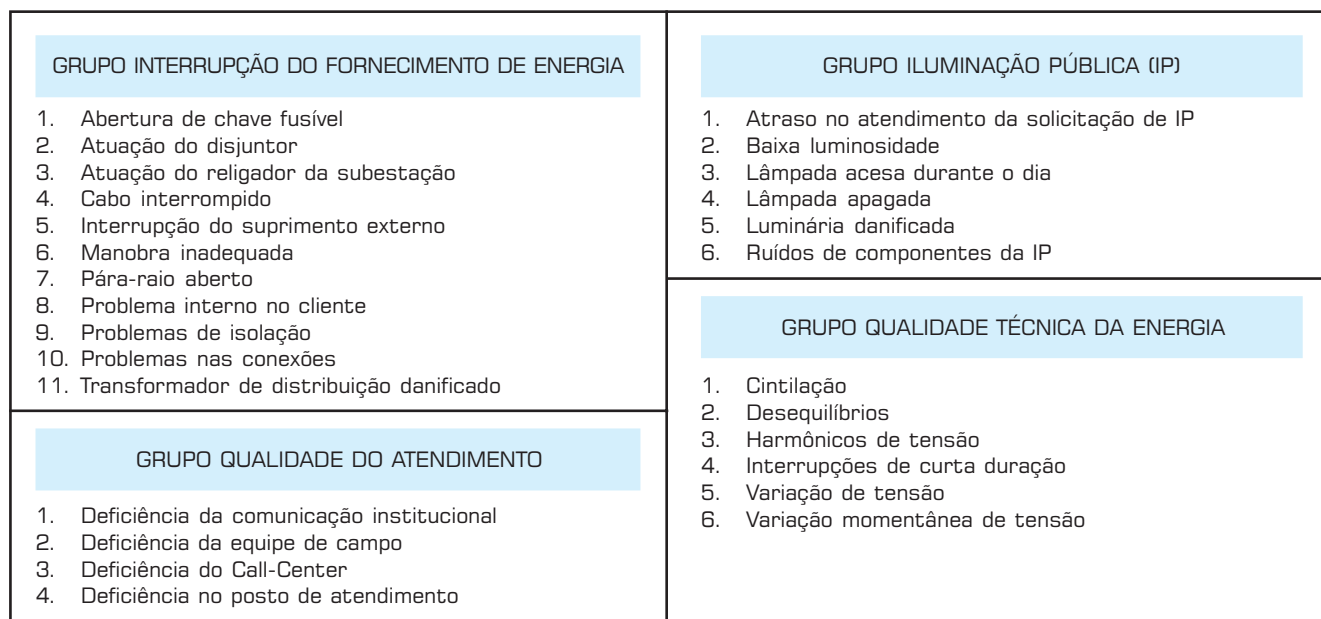 GRUPO INTERRUPÇÃO DO FORNECIMENTO DE ENERGIA
1. Abertura de chave fusível
2. Atuação do disjuntor
3. Atuação do religador da subestação
4. Cabo interrompido
5. Interrupção do suprimento externo
6. Manobra inadequada
7. Pára-raio aberto
8. Problema interno no cliente
9. Problemas de isolação
10. Problemas nas conexões
11. Transformador de distribuição danificado
GRUPO QUALIDADE DO ATENDIMENTO
1. Deficiência da comunicação institucional
2. Deficiência da equipe de campo
3. Deficiência do Call-Center
4. Deficiência no posto de atendimento
GRUPO ILUMINAÇÃO PÚBLICA (IP)
1. Atraso no atendimento da solicitação de IP
2. Baixa luminosidade
3. Lâmpada acesa durante o dia
4. Lâmpada apagada
5. Luminária danificada
6. Ruídos de componentes da IP
GRUPO QUALIDADE TÉCNICA DA ENERGIA
1. Cintilação
2. Desequilíbrios
3. Harmônicos de tensão
4. Interrupções de curta duração
5. Variação de tensão
6. Variação momentânea de tensão